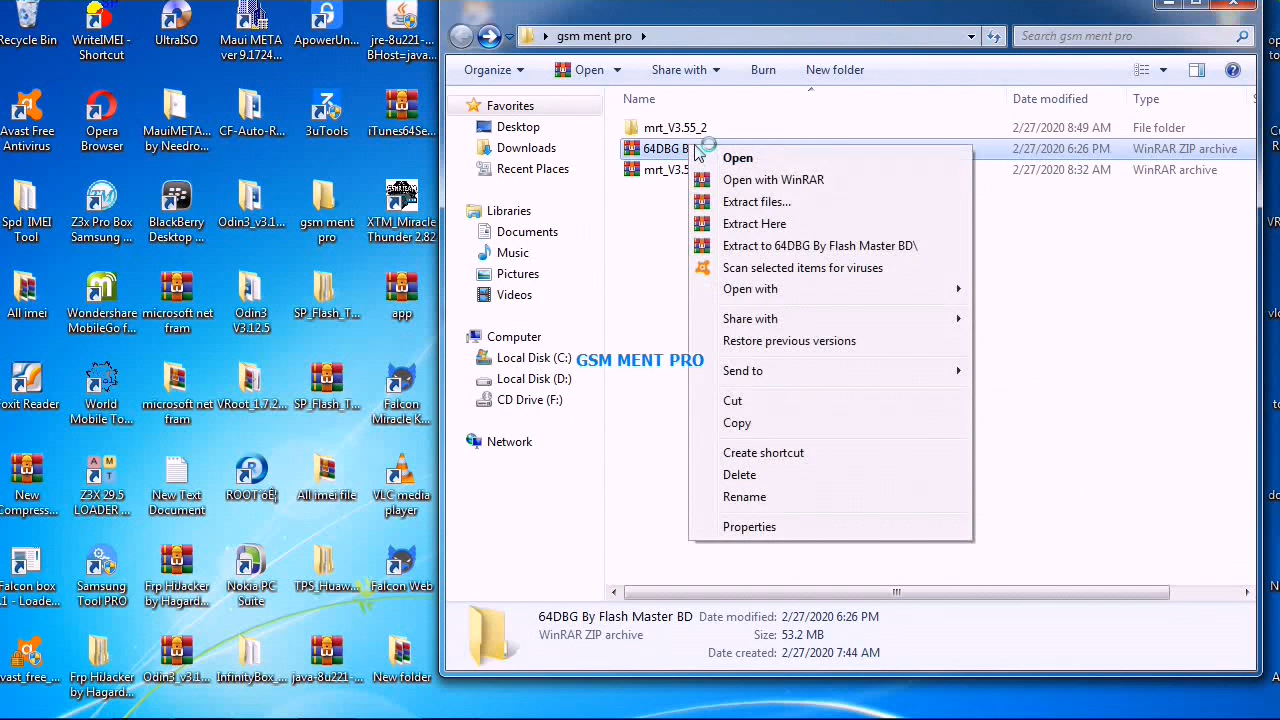 Recycle Bin
WriteIMEI -
Shortcut
UltraISO
Maui META
ver 9.1724...
ApowerUn...
jre-8u221-...
BHost=java...
Avast Free
Antivirus
Opera
Browser
MauiMETA...
by Needro...
CF-Auto-R...
3uTools
iTunes64Se...
Spd IMEI
Tool
Z3x Pro Box
Samsung ...
BlackBerry
Desktop ...
Odin3_v3.1...
gsm ment
pro
XTM_Miracle
Thunder 2.82
All imei
Wondershare
MobileGo f...
microsoft net
fram
Odin3
V3.12.5
SP_Flash_T...
app
oxit Reader
World
Mobile To...
microsoft net
fram
VRoot_1.7.2...
SP_Flash_T...
Falcon
Miracle K...
New
Compress...
Z3X 29.5
LOADER ...
New Text
Document
All imei file
VLC media
player
Falcon box
.1 - Loade...
Samsung
Tool PRO
Frp HiJacker
by Hagard...
Nokia PC
Suite
TPS_Huaw...
Falcon Web
vast_free_...
Frp HiJacker
by Hagard...
Odin3_v3.1...
InfinityBox_...
java-8u221-...
New folder
gsm ment pro
Search gsm ment pro
Organize
Open
Share with
Burn
New folder
Name
Date modified
Type
Favorites
Desktop
Downloads
Recent Places
Libraries
Documents
Music
Pictures
Videos
Computer
Local Disk (C:)
Local Disk (D:)
CD Drive (F:)
Network
mrt_V3.55_2
2/27/2020 8:49 AM
File folder
64DBG B
2/27/2020 6:26 PM
WinRAR ZIP archive
mrt_V3.5
2/27/2020 8:32 AM
WinRAR archive
Open
Open with WinRAR
Extract files...
Extract Here
Extract to 64DBG By Flash Master BD\
Scan selected items for viruses
Open with
Share with
Restore previous versions
Send to
Cut
Copy
Create shortcut
Delete
Rename
Properties
GSM MENT PRO
64DBG By Flash Master BD
Date modified: 2/27/2020 6:26 PM
WinRAR ZIP archive
Size: 53.2 MB
Date created: 2/27/2020 7:44 AM